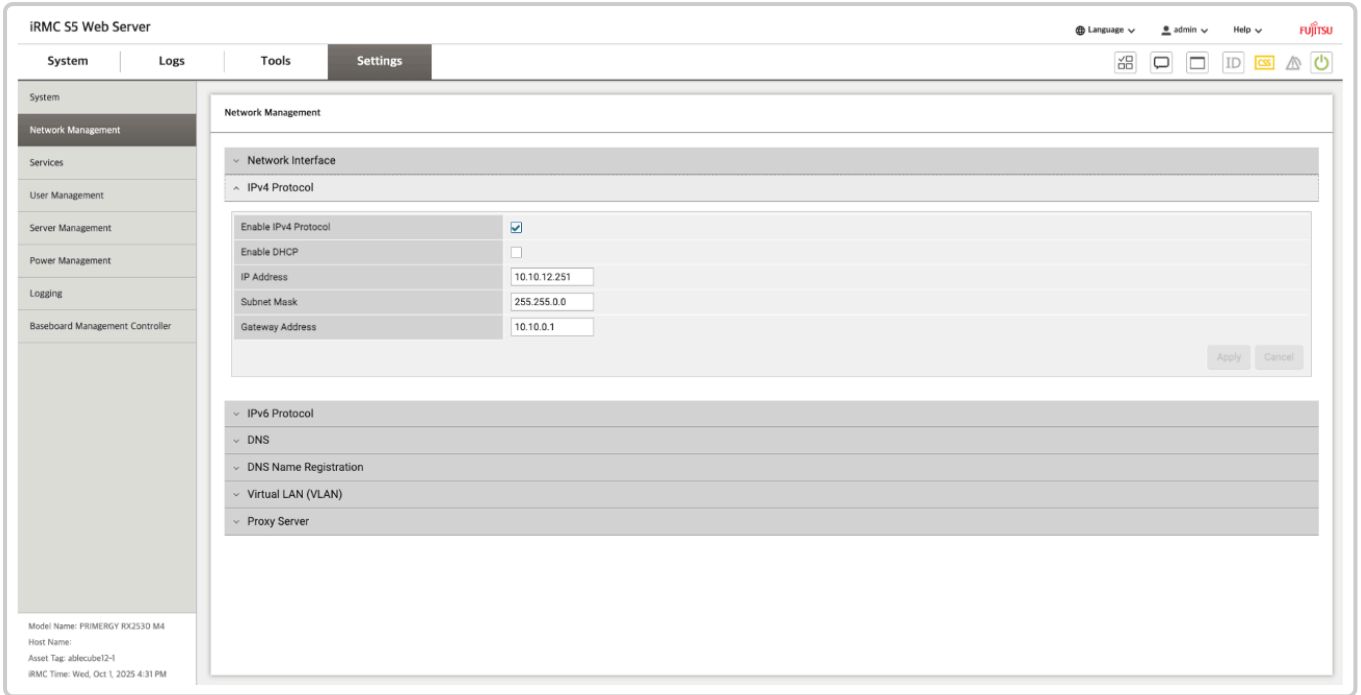 iRMC S5 Web Server
Language
admin
Help
FUJITSU
System
Logs
Tools
Settings
ID
CSS
System
Network Management
Services
User Management
Server Management
Power Management
Logging
Baseboard Management Controller
Network Management
Network Interface
IPv4 Protocol
Enable IPv4 Protocol
Enable DHCP
IP Address 10.10.12.251
Subnet Mask 255.255.0.0
Gateway Address 10.10.0.1
Apply Cancel
IPv6 Protocol
DNS
DNS Name Registration
Virtual LAN (VLAN)
Proxy Server
Model Name: PRIMERGY RX2530 M4
Host Name:
Asset Tag: ablecube12-1
iRMC Time: Wed, Oct 1, 2025 4:31 PM